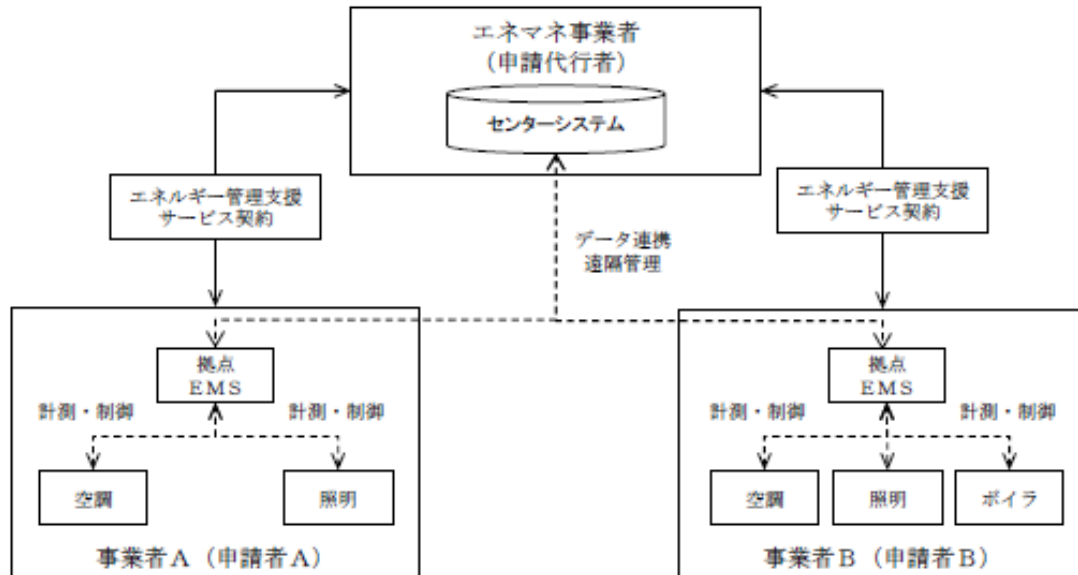 エネマネ事業者
（申請代行者）
センターシステム
エネルギー管理支援
サービス契約
エネルギー管理支援
サービス契約
データ連携
遠隔管理
拠点
ＥＭＳ
計測・制御
計測・制御
空調
照明
事業者Ａ（申請者Ａ）
拠点
ＥＭＳ
計測・制御
計測・制御
空調
照明
ボイラ
事業者Ｂ（申請者Ｂ）